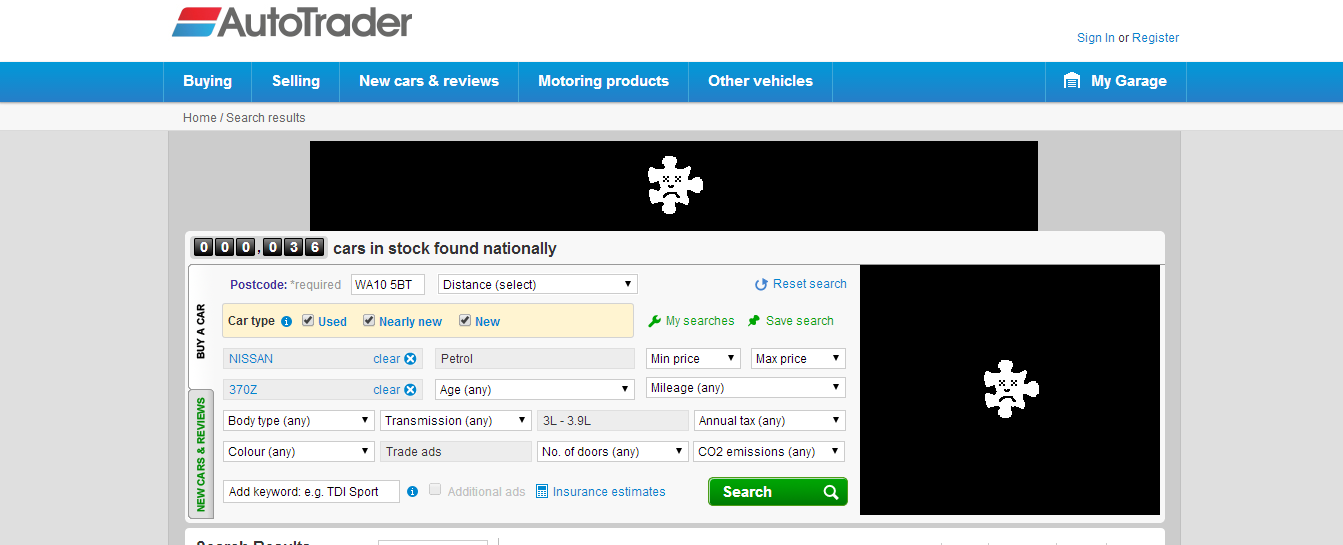 AutoTrader
Sign In or Register
Buying Selling New cars & reviews Motoring products Other vehicles My Garage
Home / Search results
000,036 cars in stock found nationally
BUY A CAR
NEW CARS & REVIEWS
Postcode: *required WA10 5BT Distance (select) Reset search
Car type Used Nearly new New My searches Save search
NISSAN clear Petrol Min price Max price
370Z clear Age (any) Mileage (any)
Body type (any) Transmission (any) 3L - 3.9L Annual tax (any)
Colour (any) Trade ads No. of doors (any) CO2 emissions (any)
Add keyword: e.g. TDI Sport Additional ads Insurance estimates Search
Search Results